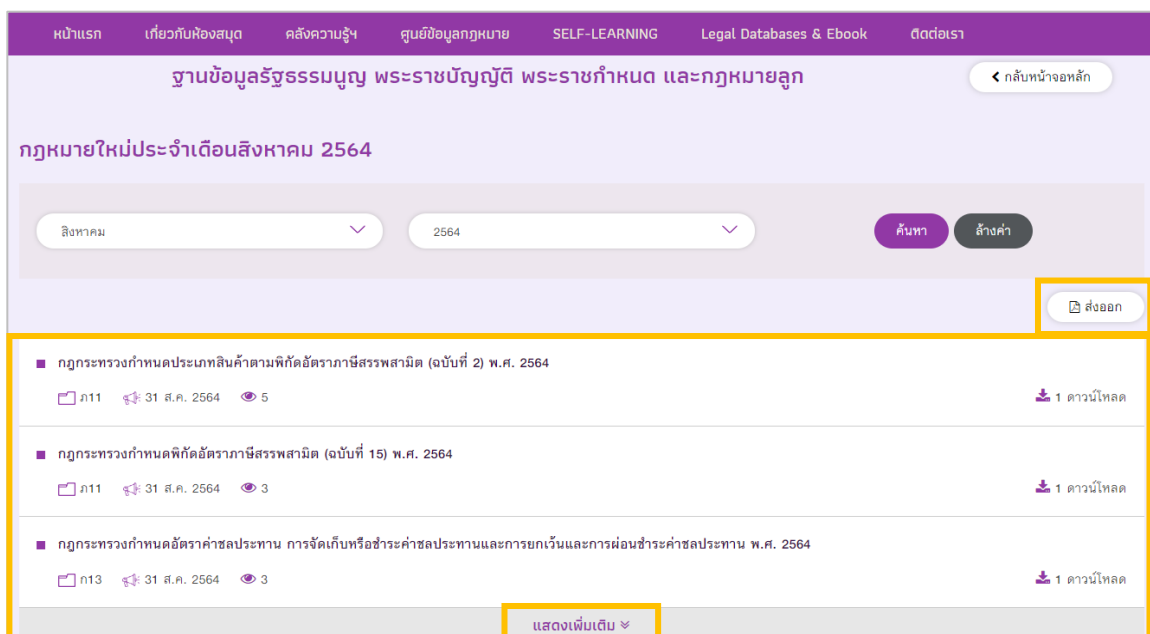 หน้าแรก เกี่ยวกับห้องสมุด คลังความรู้ฯ ศูนย์ข้อมูลกฎหมาย SELF-LEARNING Legal Databases & Ebook ติดต่อเรา
ฐานข้อมูลรัฐธรรมนูญ พระราชบัญญัติ พระราชกำหนด และกฎหมายลูก กลับหน้าจอหลัก
กฎหมายใหม่ประจำเดือนสิงหาคม 2564
สิงหาคม 2564 ค้นหา ล้างค่า
ส่งออก
กฎกระทรวงกำหนดประเภทสินค้าตามพิกัดอัตราภาษีสรรพสามิต (ฉบับที่ 2) พ.ศ. 2564
ภ11 31 ส.ค. 2564 5 1 ดาวน์โหลด
กฎกระทรวงกำหนดพิกัดอัตราภาษีสรรพสามิต (ฉบับที่ 15) พ.ศ. 2564
ภ11 31 ส.ค. 2564 3 1 ดาวน์โหลด
กฎกระทรวงกำหนดอัตราค่าชลประทาน การจัดเก็บหรือชำระค่าชลประทานและการยกเว้นและการผ่อนชำระค่าชลประทาน พ.ศ. 2564
ก13 31 ส.ค. 2564 3 1 ดาวน์โหลด
แสดงเพิ่มเติม